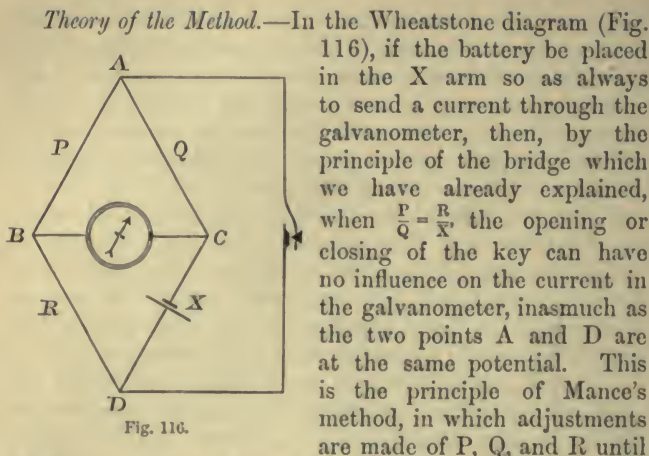 Theory of the Method.—In the Wheatstone diagram (Fig.
116), if the battery be placed
in the X arm so as always
to send a current through the
galvanometer, then, by the
principle of the bridge which
we have already explained,
when P/Q = R/X, the opening or
closing of the key can have
no influence on the current in
the galvanometer, inasmuch as
the two points A and D are
at the same potential. This
is the principle of Mance's
method, in which adjustments
are made of P, Q, and R until
A
P
Q
B
C
R
X
D
Fig. 116.